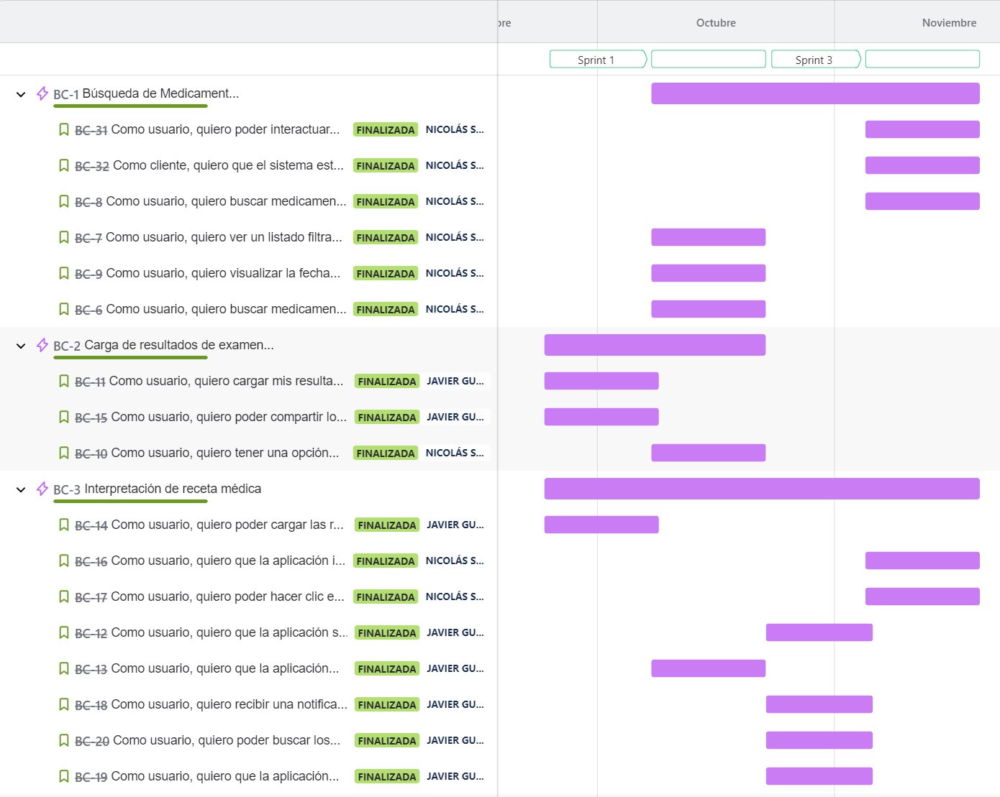 bre
Octubre
Noviembre
Sprint 1
Sprint 3
BC-1 Búsqueda de Medicament...
BC-31 Como usuario, quiero poder interactuar... FINALIZADA NICOLÁS S...
BC-32 Como cliente, quiero que el sistema est... FINALIZADA NICOLÁS S...
BC-8 Como usuario, quiero buscar medicamen... FINALIZADA NICOLÁS S...
BC-7 Como usuario, quiero ver un listado filtra... FINALIZADA NICOLÁS S...
BC-9 Como usuario, quiero visualizar la fecha... FINALIZADA NICOLÁS S...
BC-6 Como usuario, quiero buscar medicamen... FINALIZADA NICOLÁS S...
BC-2 Carga de resultados de examen...
BC-11 Como usuario, quiero cargar mis resulta... FINALIZADA JAVIER GU...
BC-15 Como usuario, quiero poder compartir lo... FINALIZADA JAVIER GU...
BC-10 Como usuario, quiero tener una opción... FINALIZADA NICOLÁS S...
BC-3 Interpretación de receta médica
BC-14 Como usuario, quiero poder cargar las r... FINALIZADA JAVIER GU...
BC-16 Como usuario, quiero que la aplicación i... FINALIZADA NICOLÁS S...
BC-17 Como usuario, quiero poder hacer clic e... FINALIZADA NICOLÁS S...
BC-12 Como usuario, quiero que la aplicación s... FINALIZADA JAVIER GU...
BC-13 Como usuario, quiero que la aplicación... FINALIZADA JAVIER GU...
BC-18 Como usuario, quiero recibir una notifica... FINALIZADA JAVIER GU...
BC-20 Como usuario, quiero poder buscar los... FINALIZADA JAVIER GU...
BC-19 Como usuario, quiero que la aplicación... FINALIZADA JAVIER GU...